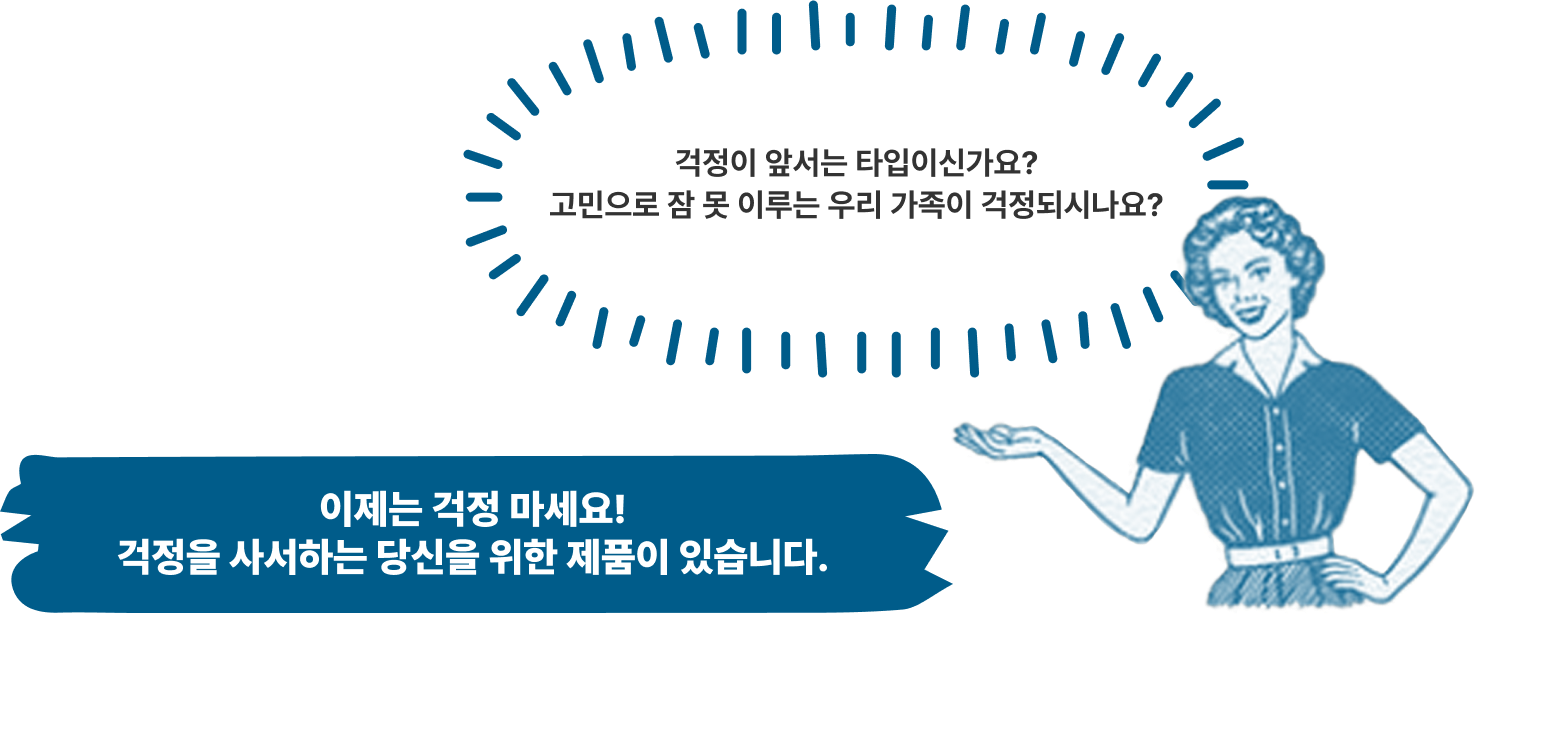 걱정이 앞서는 타입이신가요?
고민으로 잠 못 이루는 우리 가족이 걱정되시나요?
이제는 걱정 마세요!
걱정을 사서하는 당신을 위한 제품이 있습니다.